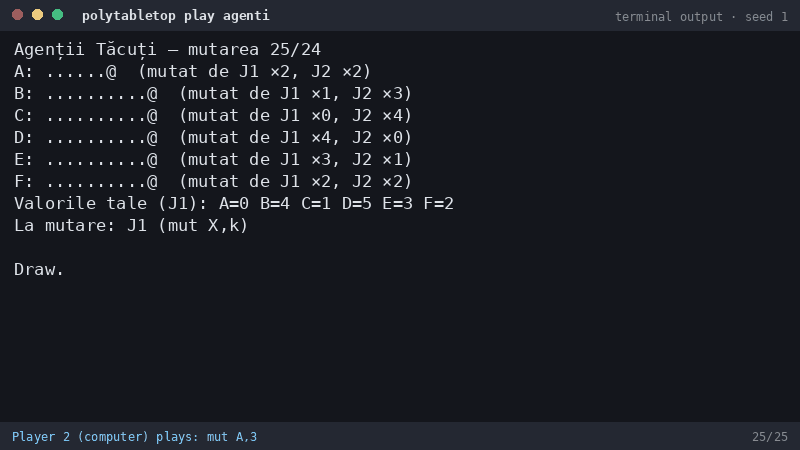 polytabletop play agenti
terminal output · seed 1
Agenții Tăcuți — mutarea 25/24
A: ......@  (mutat de J1 ×2, J2 ×2)
B: ..........@  (mutat de J1 ×1, J2 ×3)
C: ..........@  (mutat de J1 ×0, J2 ×4)
D: ..........@  (mutat de J1 ×4, J2 ×0)
E: ..........@  (mutat de J1 ×3, J2 ×1)
F: ..........@  (mutat de J1 ×2, J2 ×2)
Valorile tale (J1): A=0 B=4 C=1 D=5 E=3 F=2
La mutare: J1 (mut X,k)
Draw.
Player 2 (computer) plays: mut A,3
25/25